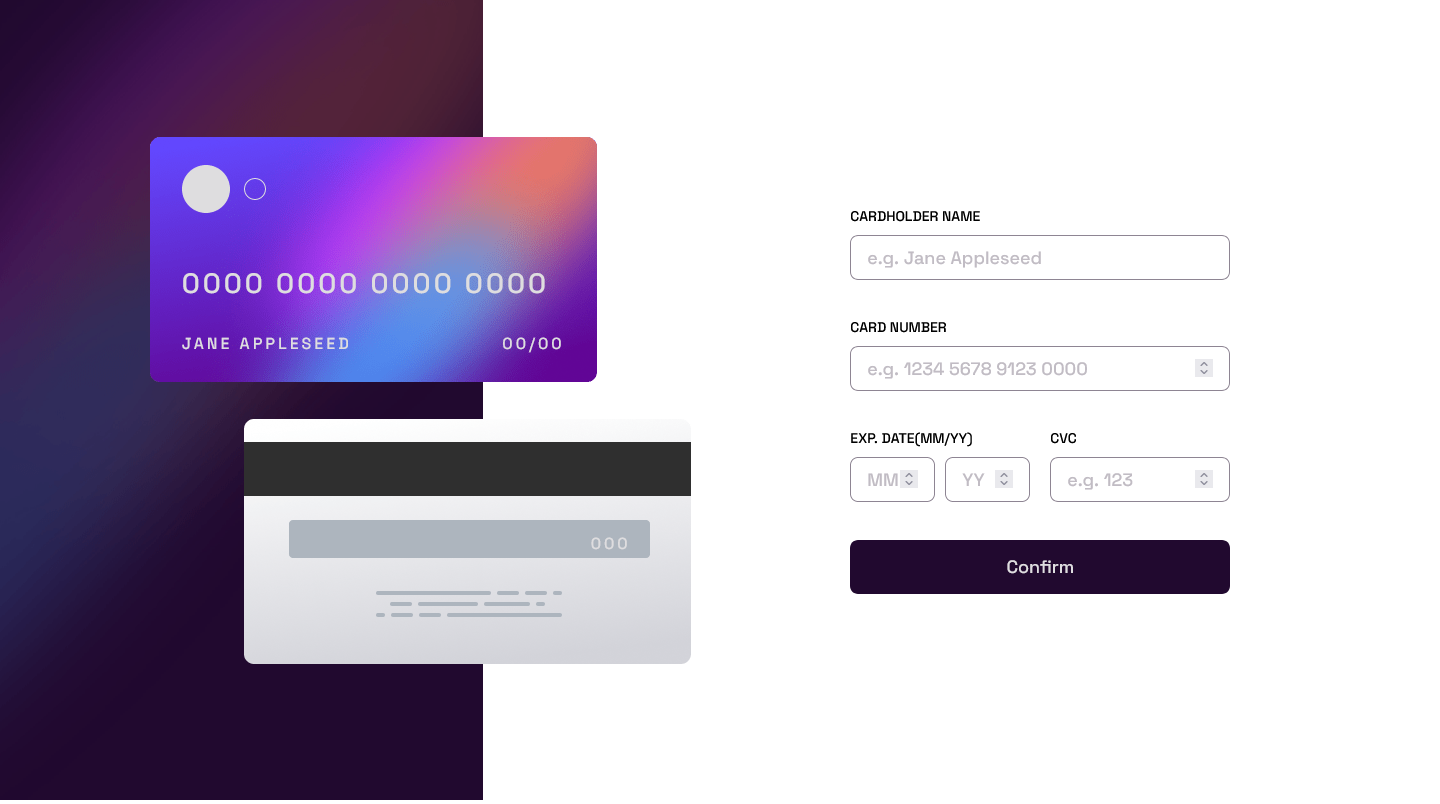 0000 0000 0000 0000
JANE APPLESEED 00/00
000
CARDHOLDER NAME
e.g. Jane Appleseed
CARD NUMBER
e.g. 1234 5678 9123 0000
EXP. DATE(MM/YY) CVC
MM YY e.g. 123
Confirm